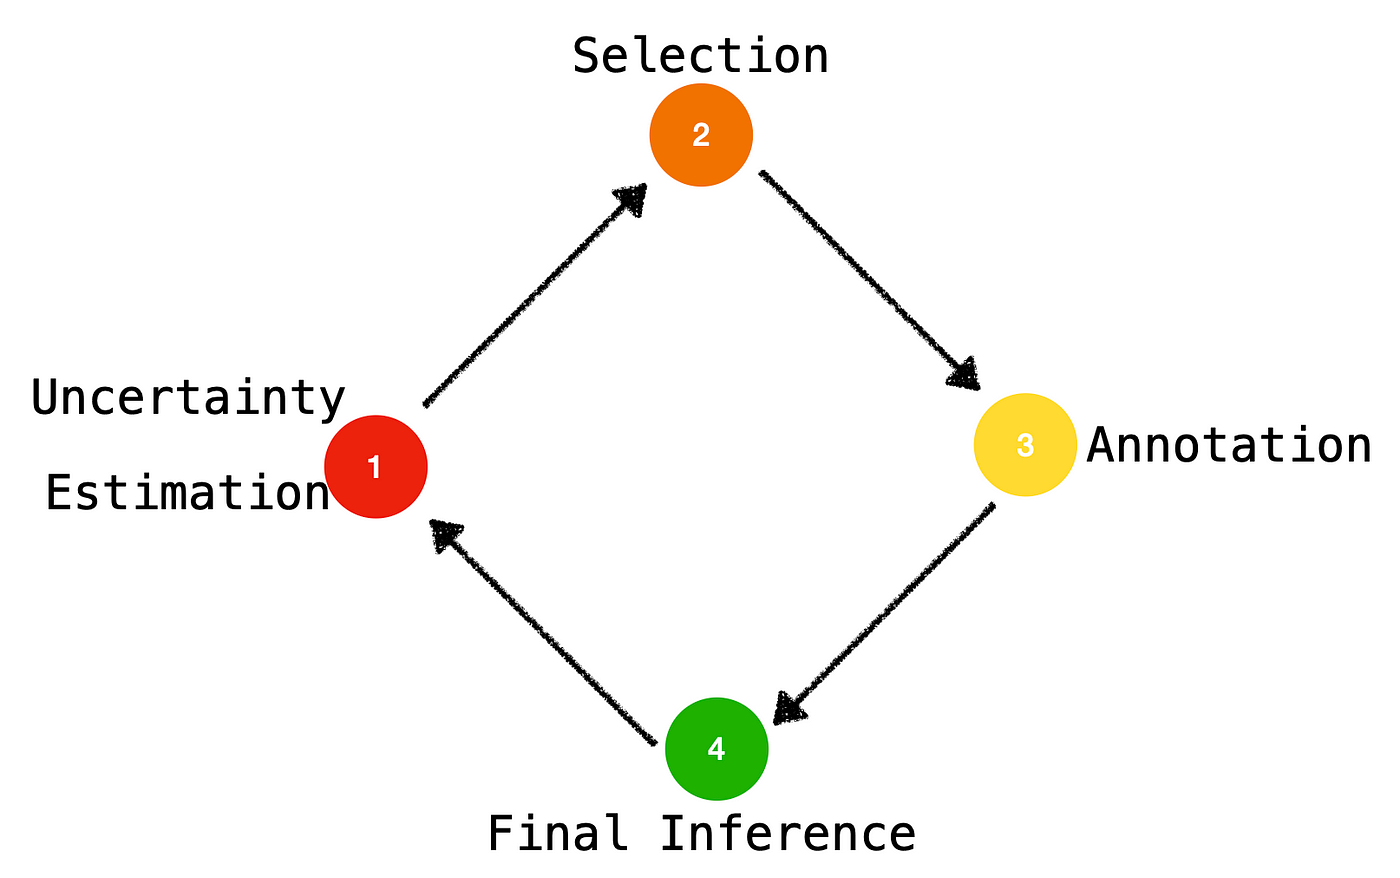 Selection
2
Uncertainty
1
Estimation
3
Annotation
4
Final Inference